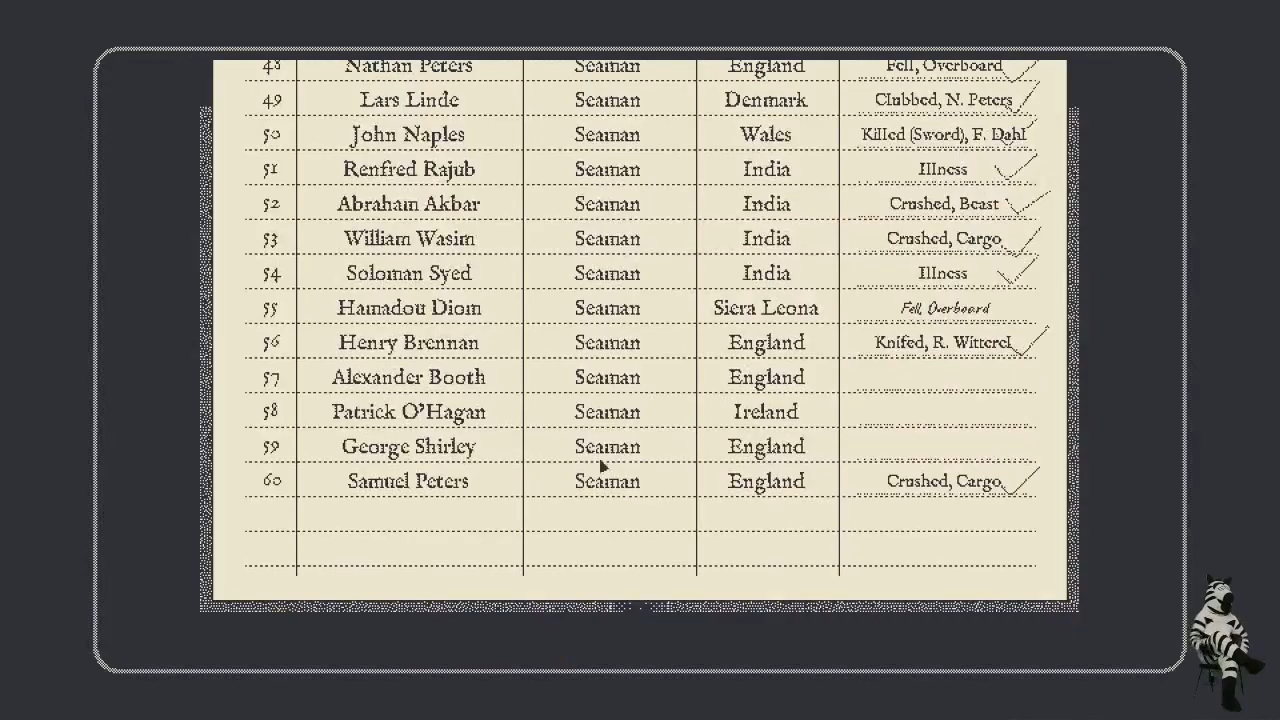 48 Nathan Peters Seaman England Fell, Overboard
49 Lars Linde Seaman Denmark Clubbed, N. Peters
50 John Naples Seaman Wales Killed (Sword), F. Dahl
51 Renfred Rajub Seaman India Illness
52 Abraham Akbar Seaman India Crushed, Beast
53 William Wasim Seaman India Crushed, Cargo
54 Soloman Syed Seaman India Illness
55 Hamadou Diom Seaman Siera Leona Fell, Overboard
56 Henry Brennan Seaman England Knifed, R. Witterel
57 Alexander Booth Seaman England
58 Patrick O'Hagan Seaman Ireland
59 George Shirley Seaman England
60 Samuel Peters Seaman England Crushed, Cargo